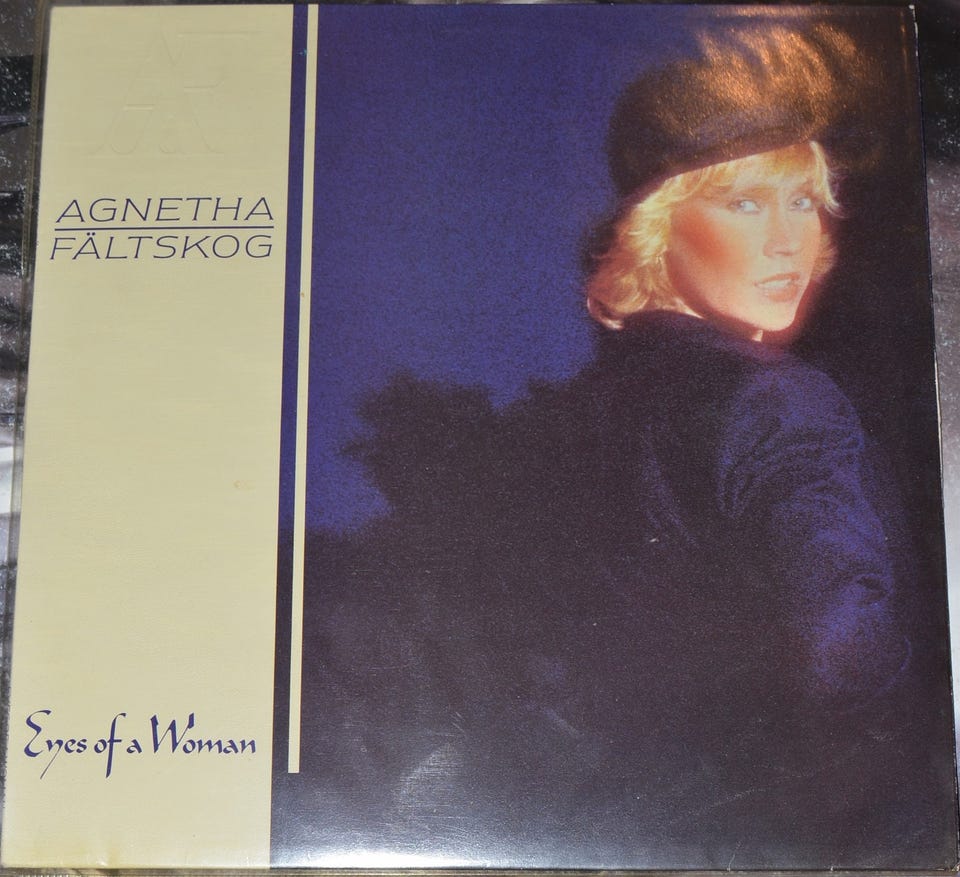 AGNETHA
FÄLTSKOG
Eyes of a Woman